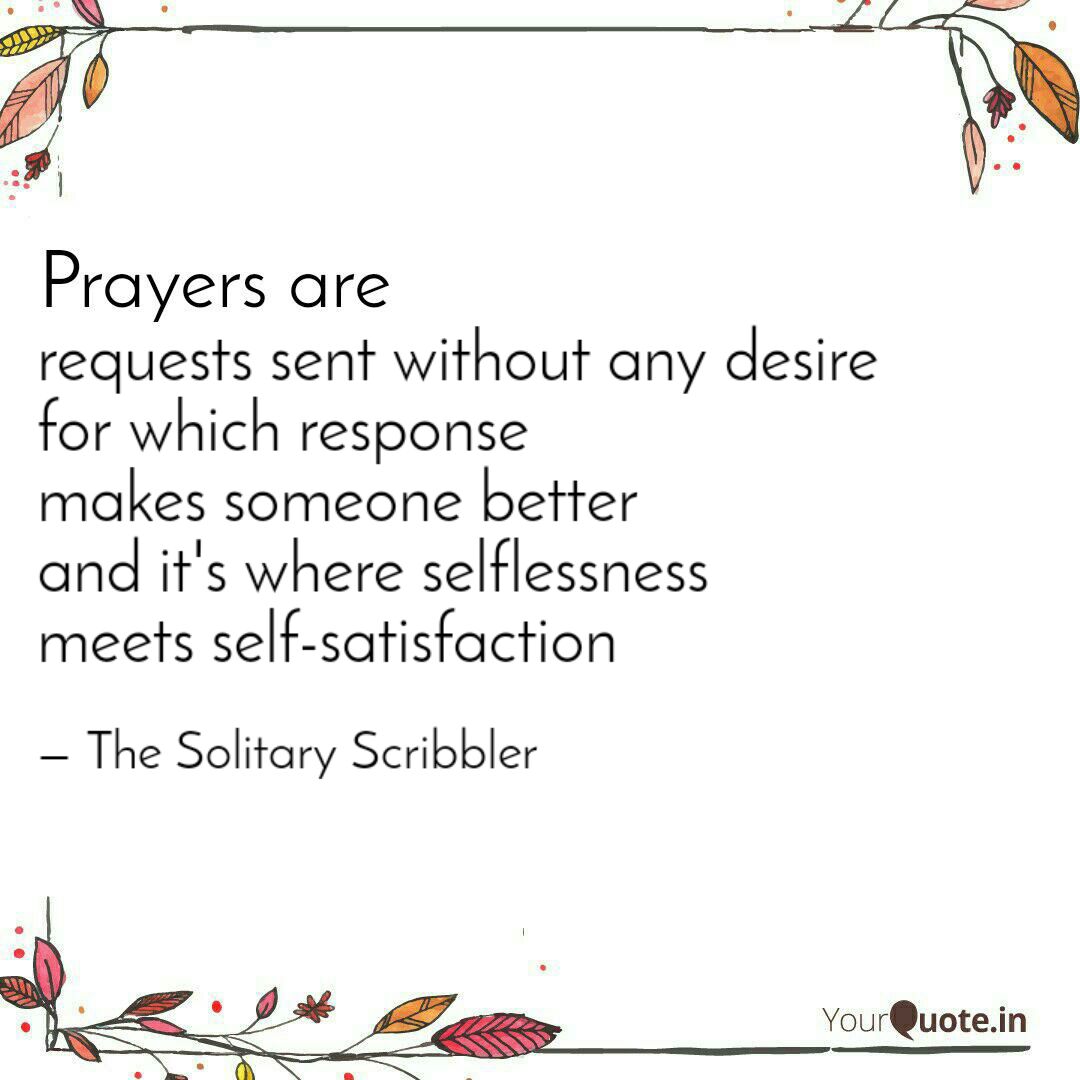 Prayers are
requests sent without any desire
for which response
makes someone better
and it's where selflessness
meets self-satisfaction
— The Solitary Scribbler
YourQuote.in